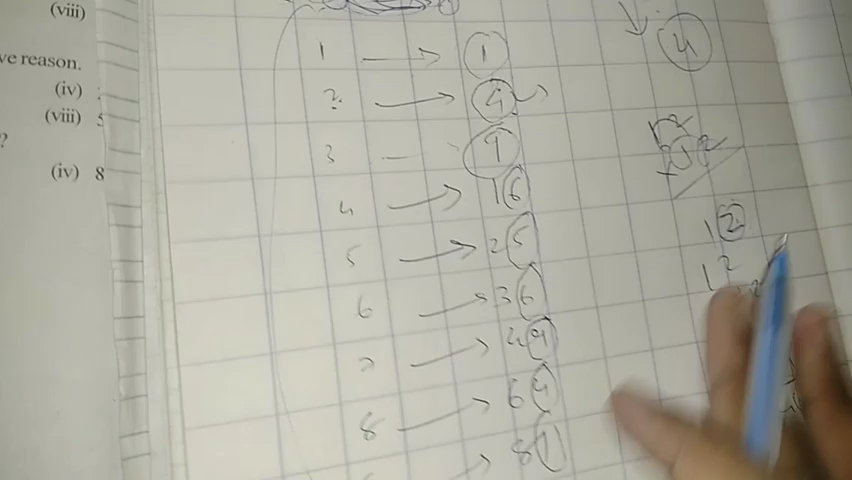 (viii)
ve reason.
(iv)
(viii)
?
(iv) 8
1 → 1
2 → 4
3 — 9
4 → 16
5 → 25
6 → 36
7 → 49
8 → 64
→ 81
4
12
1²